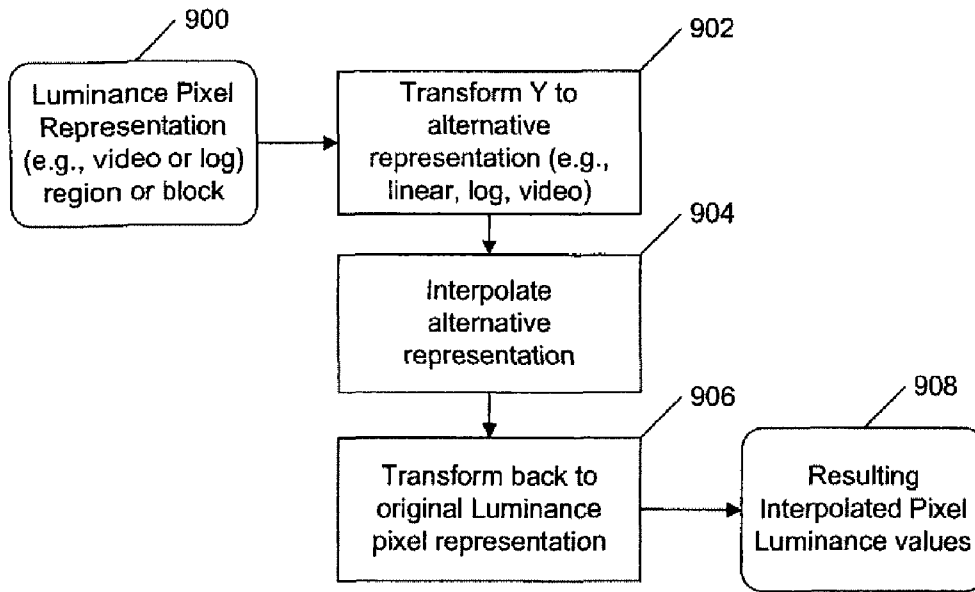 900
Luminance Pixel
Representation
(e.g., video or log)
region or block
902
Transform Y to
alternative
representation (e.g.,
linear, log, video)
904
Interpolate
alternative
representation
906
Transform back to
original Luminance
pixel representation
908
Resulting
Interpolated Pixel
Luminance values